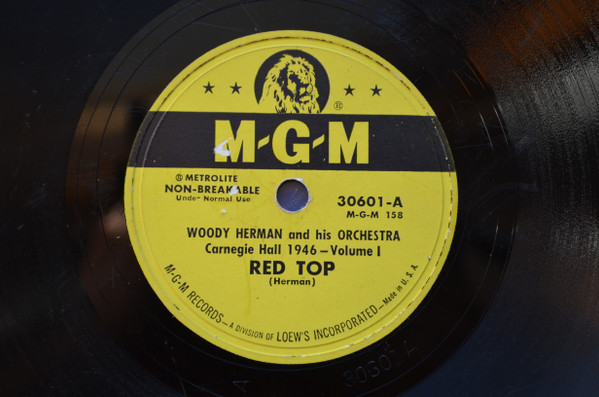 ★ ★ ★ ★
®
M-G-M
® METROLITE
NON-BREAKABLE
Under Normal Use
30601-A
M-G-M 158
WOODY HERMAN and his ORCHESTRA
Carnegie Hall 1946 — Volume I
RED TOP
(Herman)
M-G-M RECORDS — A DIVISION OF LOEW'S INCORPORATED — Made in U. S. A.